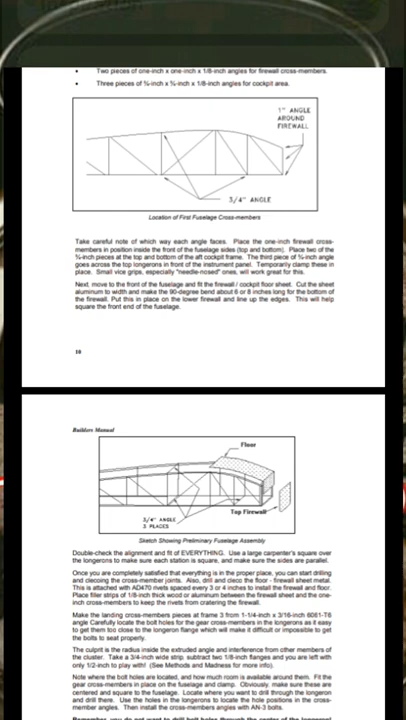 • Two pieces of one-inch x one-inch x 1/8-inch angles for firewall cross-members.
• Three pieces of ¾-inch x ¾-inch x 1/8-inch angles for cockpit area.
1" ANGLE
AROUND
FIREWALL
3/4" ANGLE
Location of First Fuselage Cross-members
Take careful note of which way each angle faces. Place the one-inch firewall cross-
members in position inside the front of the fuselage sides (top and bottom). Place two of the
¾-inch pieces at the top and bottom of the aft cockpit frame. The third piece of ¾-inch angle
goes across the top longerons in front of the instrument panel. Temporarily clamp these in
place. Small vice grips, especially "needle-nosed" ones, will work great for this.
Next, move to the front of the fuselage and fit the firewall / cockpit floor sheet. Cut the sheet
aluminum to width and make the 90-degree bend about 6 or 8 inches long for the bottom of
the firewall. Put this in place on the lower firewall and line up the edges. This will help
square the front end of the fuselage.
10
Builders Manual
Floor
Top Firewall
3/4" ANGLE
3 PLACES
Sketch Showing Preliminary Fuselage Assembly
Double-check the alignment and fit of EVERYTHING. Use a large carpenter's square over
the longerons to make sure each station is square, and make sure the sides are parallel.
Once you are completely satisfied that everything is in the proper place, you can start drilling
and clecoing the cross-member joints. Also, drill and cleco the floor - firewall sheet metal.
This is attached with AD470 rivets spaced every 3 or 4 inches to install the firewall and floor.
Place filler strips of 1/8-inch thick wood or aluminum between the firewall sheet and the one-
inch cross-members to keep the rivets from cratering the firewall.
Make the landing cross-members pieces at frame 3 from 1-1/4-inch x 3/16-inch 6061-T6
angle Carefully locate the bolt holes for the gear cross-members in the longerons as it easy
to get them too close to the longeron flange which will make it difficult or impossible to get
the bolts to seat properly.
The culprit is the radius inside the extruded angle and interference from other members of
the cluster. Take a 3/4-inch wide strip, subtract two 1/8-inch flanges and you are left with
only 1/2-inch to play with! (See Methods and Madness for more info).
Note where the bolt holes are located, and how much room is available around them. Fit the
gear cross-members in place on the fuselage and clamp. Obviously, make sure these are
centered and square to the fuselage. Locate where you want to drill through the longeron
and drill there. Use the holes in the longerons to locate the hole positions in the cross-
member angles. Then install the cross-members angles with AN-3 bolts.